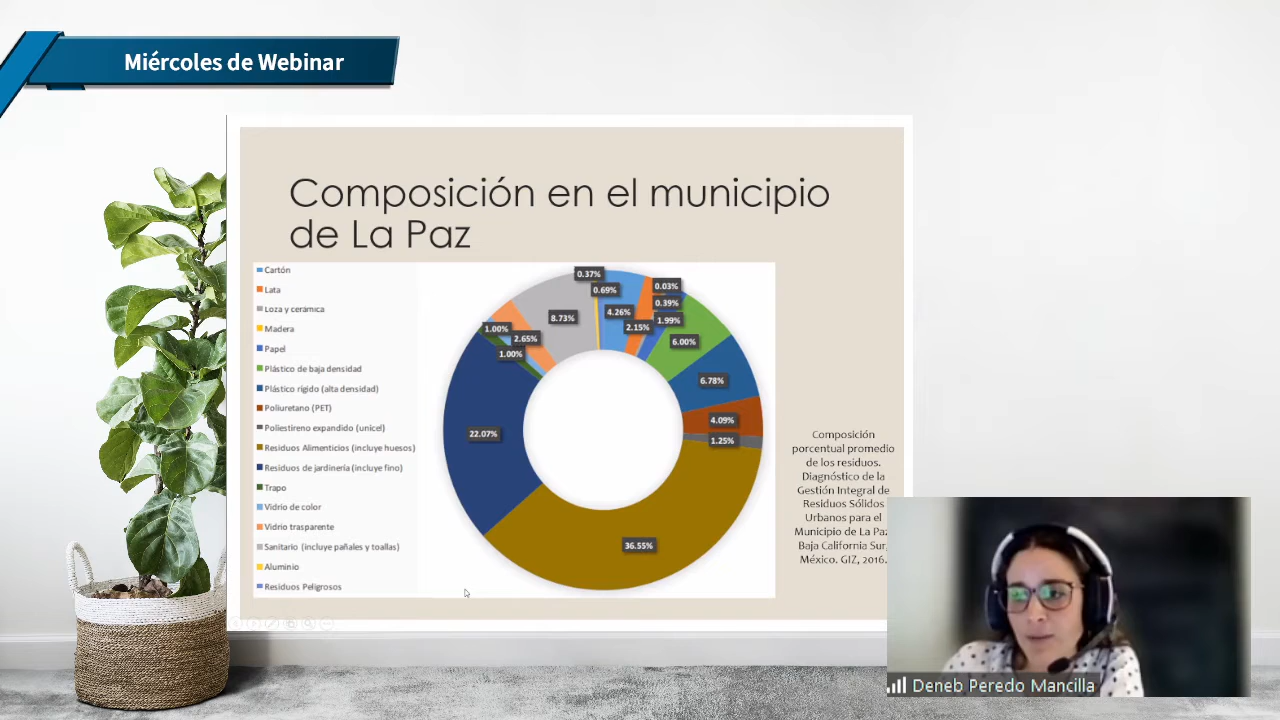 Miércoles de Webinar
Composición en el municipio
de La Paz
Cartón
Lata
Loza y cerámica
Madera
Papel
Plástico de baja densidad
Plástico rígido (alta densidad)
Poliuretano (PET)
Poliestireno expandido (unicel)
Residuos Alimenticios (incluye huesos)
Residuos de jardinería (incluye fino)
Trapo
Vidrio de color
Vidrio trasparente
Sanitario (incluye pañales y toallas)
Aluminio
Residuos Peligrosos
0.37%
0.69%
4.26%
2.15%
0.03%
0.39%
1.99%
6.00%
6.78%
4.09%
1.25%
36.55%
22.07%
1.00%
1.00%
2.65%
8.73%
Composición
porcentual promedio
de los residuos.
Diagnóstico de la
Gestión Integral de
Residuos Sólidos
Urbanos para el
Municipio de La Paz
Baja California Sur,
México. GIZ, 2016.
Deneb Peredo Mancilla